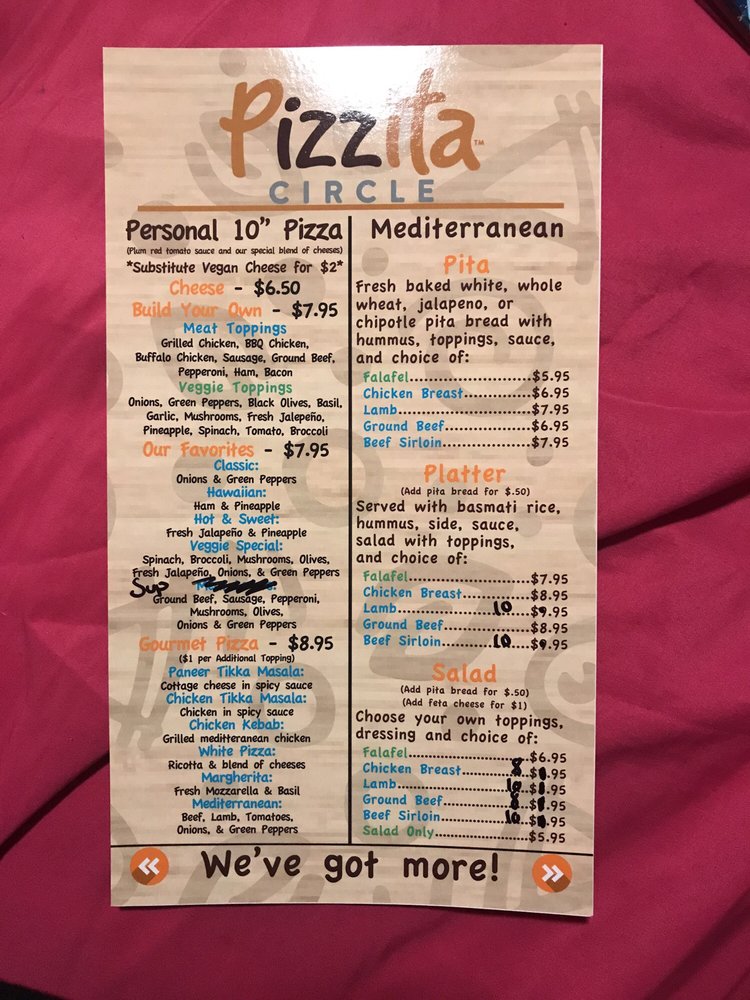 Pizzita™
CIRCLE
Personal 10” Pizza
(Plum red tomato sauce and our special blend of cheeses)
*Substitute Vegan Cheese for $2*
Cheese - $6.50
Build Your Own - $7.95
Meat Toppings
Grilled Chicken, BBQ Chicken,
Buffalo Chicken, Sausage, Ground Beef,
Pepperoni, Ham, Bacon
Veggie Toppings
Onions, Green Peppers, Black Olives, Basil,
Garlic, Mushrooms, Fresh Jalepeño,
Pineapple, Spinach, Tomato, Broccoli
Our Favorites - $7.95
Classic:
Onions & Green Peppers
Hawaiian:
Ham & Pineapple
Hot & Sweet:
Fresh Jalapeño & Pineapple
Veggie Special:
Spinach, Broccoli, Mushrooms, Olives,
Fresh Jalapeño, Onions, & Green Peppers
Sup
Ground Beef, Sausage, Pepperoni,
Mushrooms, Olives,
Onions & Green Peppers
Gourmet Pizza - $8.95
($1 per Additional Topping)
Paneer Tikka Masala:
Cottage cheese in spicy sauce
Chicken Tikka Masala:
Chicken in spicy sauce
Chicken Kebab:
Grilled meditteranean chicken
White Pizza:
Ricotta & blend of cheeses
Margherita:
Fresh Mozzarella & Basil
Mediterranean:
Beef, Lamb, Tomatoes,
Onions, & Green Peppers
Mediterranean
Pita
Fresh baked white, whole
wheat, jalapeno, or
chipotle pita bread with
hummus, toppings, sauce,
and choice of:
Falafel...............................$5.95
Chicken Breast..............$6.95
Lamb.................................$7.95
Ground Beef...................$6.95
Beef Sirloin....................$7.95
Platter
(Add pita bread for $.50)
Served with basmati rice,
hummus, side, sauce,
salad with toppings,
and choice of:
Falafel...............................$7.95
Chicken Breast..............$8.95
Lamb....................10....$9.95
Ground Beef...................$8.95
Beef Sirloin...........10....$9.95
Salad
(Add pita bread for $.50)
(Add feta cheese for $1)
Choose your own toppings,
dressing and choice of:
Falafel...............................$6.95
Chicken Breast.........8....$ .95
Lamb....................10....$ .95
Ground Beef............8....$ .95
Beef Sirloin...........10....$ .95
Salad Only.......................$5.95
We’ve got more!